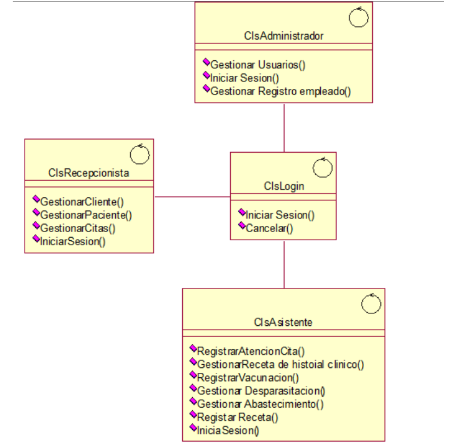 ClsAdministrador
Gestionar Usuarios()
Iniciar Sesion()
Gestionar Registro empleado()
ClsRecepcionista
GestionarCliente()
GestionarPaciente()
GestionarCitas()
IniciarSesion()
ClsLogin
Iniciar Sesion()
Cancelar()
ClsAsistente
RegistrarAtencionCita()
GestionarReceta de histoial clinico()
RegistrarVacunacion()
Gestionar Desparasitacion()
Gestionar Abastecimiento()
Registar Receta()
IniciaSesion()